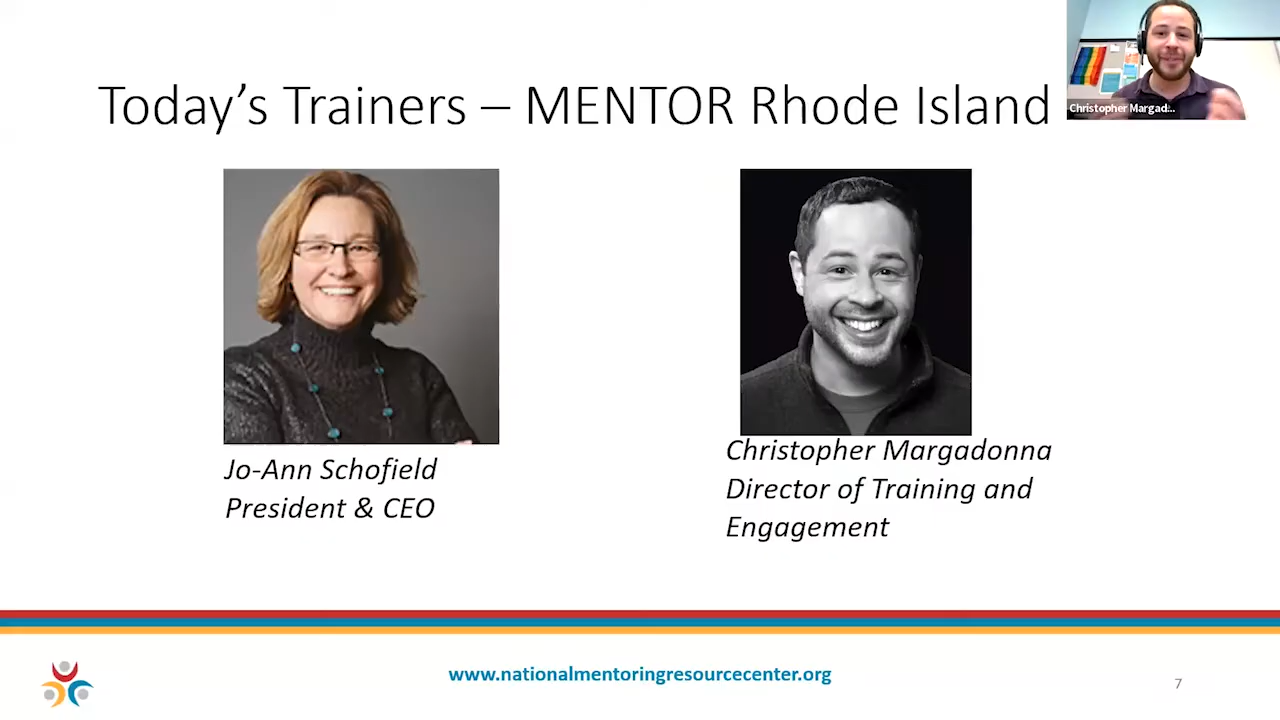 Today's Trainers – MENTOR Rhode Island
Christopher Margad...
Jo-Ann Schofield
President & CEO
Christopher Margadonna
Director of Training and
Engagement
www.nationalmentoringresourcecenter.org
7